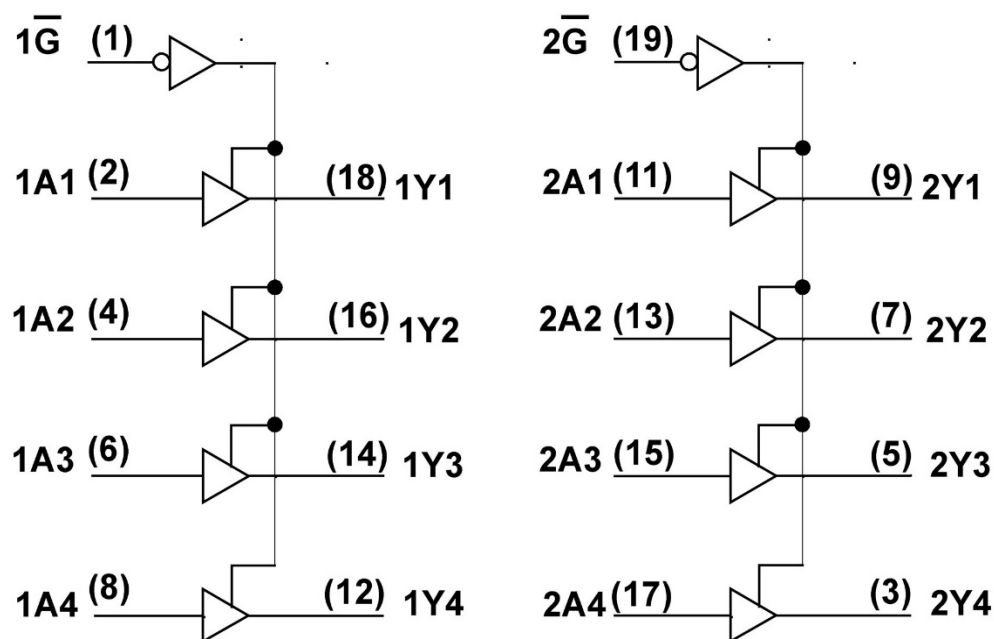 1G̅ (1) 2G̅ (19)
1A1 (2) (18) 1Y1 2A1 (11) (9) 2Y1
1A2 (4) (16) 1Y2 2A2 (13) (7) 2Y2
1A3 (6) (14) 1Y3 2A3 (15) (5) 2Y3
1A4 (8) (12) 1Y4 2A4 (17) (3) 2Y4